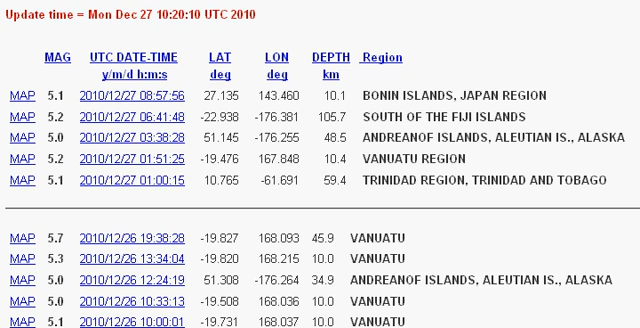 Update time = Mon Dec 27 10:20:10 UTC 2010
MAG UTC DATE-TIME LAT LON DEPTH Region
y/m/d h:m:s deg deg km
MAP 5.1 2010/12/27 08:57:56 27.135 143.460 10.1 BONIN ISLANDS, JAPAN REGION
MAP 5.2 2010/12/27 06:41:48 -22.938 -176.381 105.7 SOUTH OF THE FIJI ISLANDS
MAP 5.0 2010/12/27 03:38:28 51.145 -176.255 48.5 ANDREANOF ISLANDS, ALEUTIAN IS., ALASKA
MAP 5.2 2010/12/27 01:51:25 -19.476 167.848 10.4 VANUATU REGION
MAP 5.1 2010/12/27 01:00:15 10.765 -61.691 59.4 TRINIDAD REGION, TRINIDAD AND TOBAGO
MAP 5.7 2010/12/26 19:38:28 -19.827 168.093 45.9 VANUATU
MAP 5.3 2010/12/26 13:34:04 -19.820 168.215 10.0 VANUATU
MAP 5.0 2010/12/26 12:24:19 51.308 -176.264 34.9 ANDREANOF ISLANDS, ALEUTIAN IS., ALASKA
MAP 5.0 2010/12/26 10:33:13 -19.508 168.036 10.0 VANUATU
MAP 5.1 2010/12/26 10:00:01 -19.731 168.037 10.0 VANUATU